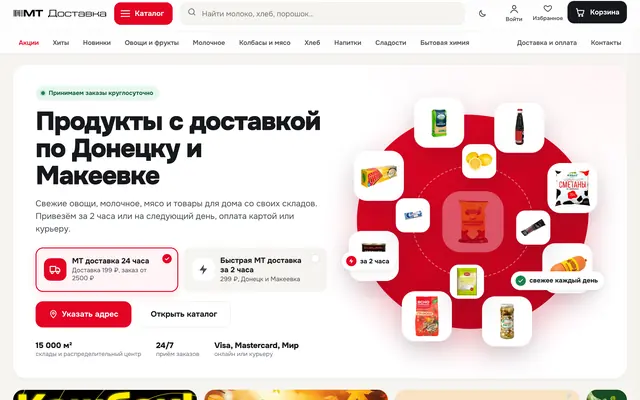 МТ Доставка
Каталог
Найти молоко, хлеб, порошок...
Войти
Избранное
Корзина
Акции
Хиты
Новинки
Овощи и фрукты
Молочное
Колбасы и мясо
Хлеб
Напитки
Сладости
Бытовая химия
Доставка и оплата
Контакты
Принимаем заказы круглосуточно
Продукты с доставкой
по Донецку и
Макеевке
Свежие овощи, молочное, мясо и товары для дома со своих складов.
Привезём за 2 часа или на следующий день, оплата картой или
курьеру.
МТ доставка 24 часа
Доставка 199 ₽, заказ от
2500 ₽
Быстрая МТ доставка
за 2 часа
299 ₽, Донецк и Макеевка
Указать адрес
Открыть каталог
15 000 м²
склады и распределительный центр
24/7
приём заказов
Visa, Mastercard, Мир
онлайн или курьеру
СМЕТАНЫ
за 2 часа
свежее каждый день